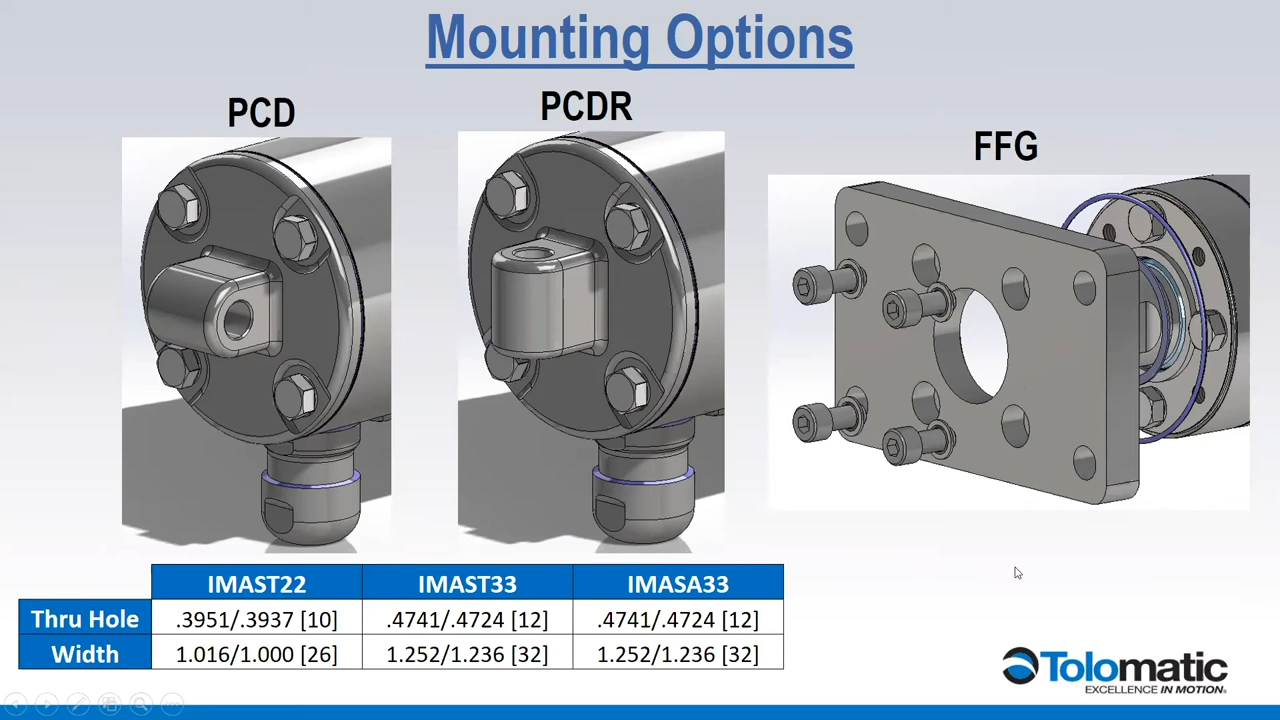 Mounting Options
PCD
PCDR
FFG
IMAST22 IMAST33 IMASA33
Thru Hole .3951/.3937 [10] .4741/.4724 [12] .4741/.4724 [12]
Width 1.016/1.000 [26] 1.252/1.236 [32] 1.252/1.236 [32]
Tolomatic
EXCELLENCE IN MOTION®